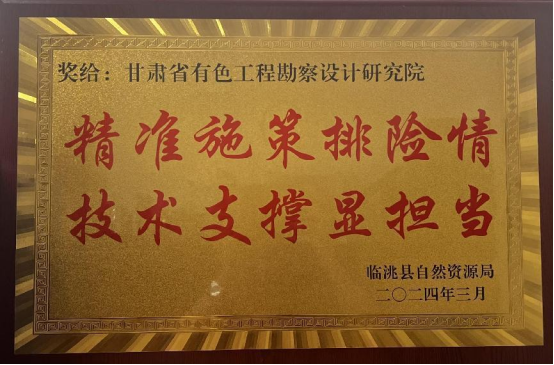 奖给：甘肃省有色工程勘察设计研究院
精准施策排险情
技术支撑显担当
临洮县自然资源局
二〇二四年三月